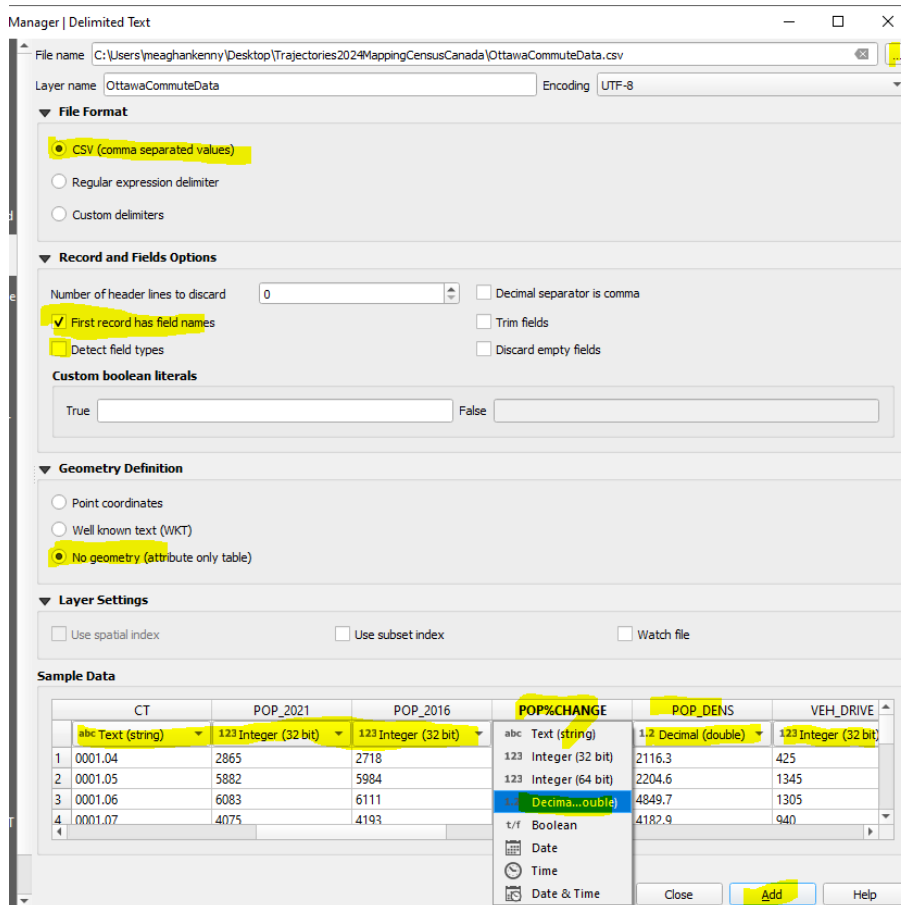 Manager | Delimited Text
File name C:\Users\meaghankenny\Desktop\Trajectories2024MappingCensusCanada\OttawaCommuteData.csv ...
Layer name OttawaCommuteData Encoding UTF-8
File Format
CSV (comma separated values)
Regular expression delimiter
Custom delimiters
Record and Fields Options
Number of header lines to discard 0 Decimal separator is comma
First record has field names Trim fields
Detect field types Discard empty fields
Custom boolean literals
True False
Geometry Definition
Point coordinates
Well known text (WKT)
No geometry (attribute only table)
Layer Settings
Use spatial index Use subset index Watch file
Sample Data
CT POP_2021 POP_2016 POP%CHANGE POP_DENS VEH_DRIVE
abc Text (string) 123 Integer (32 bit) 123 Integer (32 bit) abc Text (string) 1.2 Decimal (double) 123 Integer (32 bit)
1 0001.04 2865 2718 123 Integer (32 bit) 2116.3 425
2 0001.05 5882 5984 123 Integer (64 bit) 2204.6 1345
3 0001.06 6083 6111 1.2 Decima...ouble) 4849.7 1305
4 0001.07 4075 4193 t/f Boolean 4182.9 940
Date
Time
Date & Time
Close Add Help